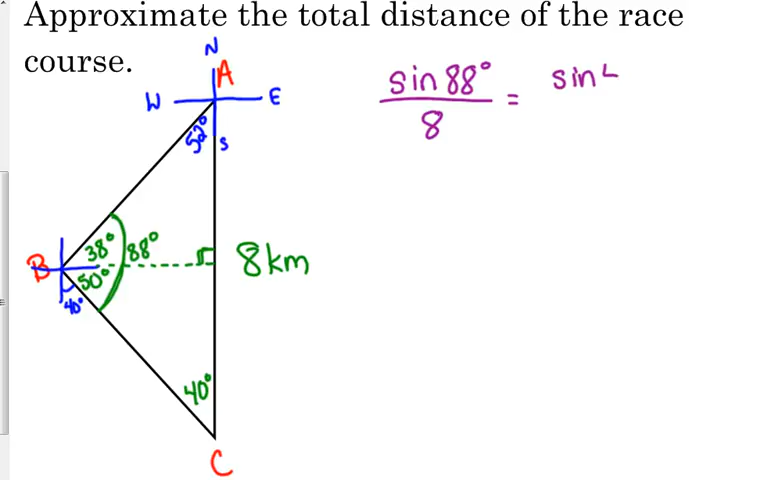 Approximate the total distance of the race
course.
N
A
W
E
52°
S
sin 88°
8
=
sin 4
38°
88°
B
50°
40°
8km
40°
C